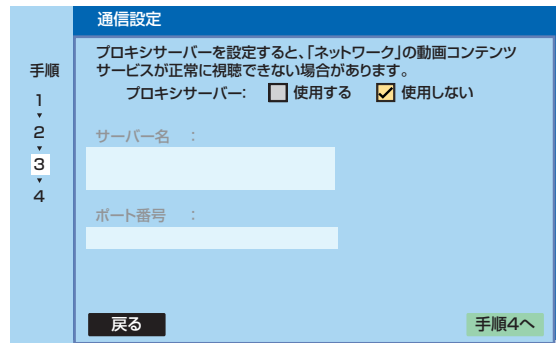 通信設定
手順
1
2
3
4
プロキシサーバーを設定すると、「ネットワーク」の動画コンテンツ
サービスが正常に視聴できない場合があります。
プロキシサーバー: 使用する 使用しない
サーバー名 :
ポート番号 :
戻る
手順4へ